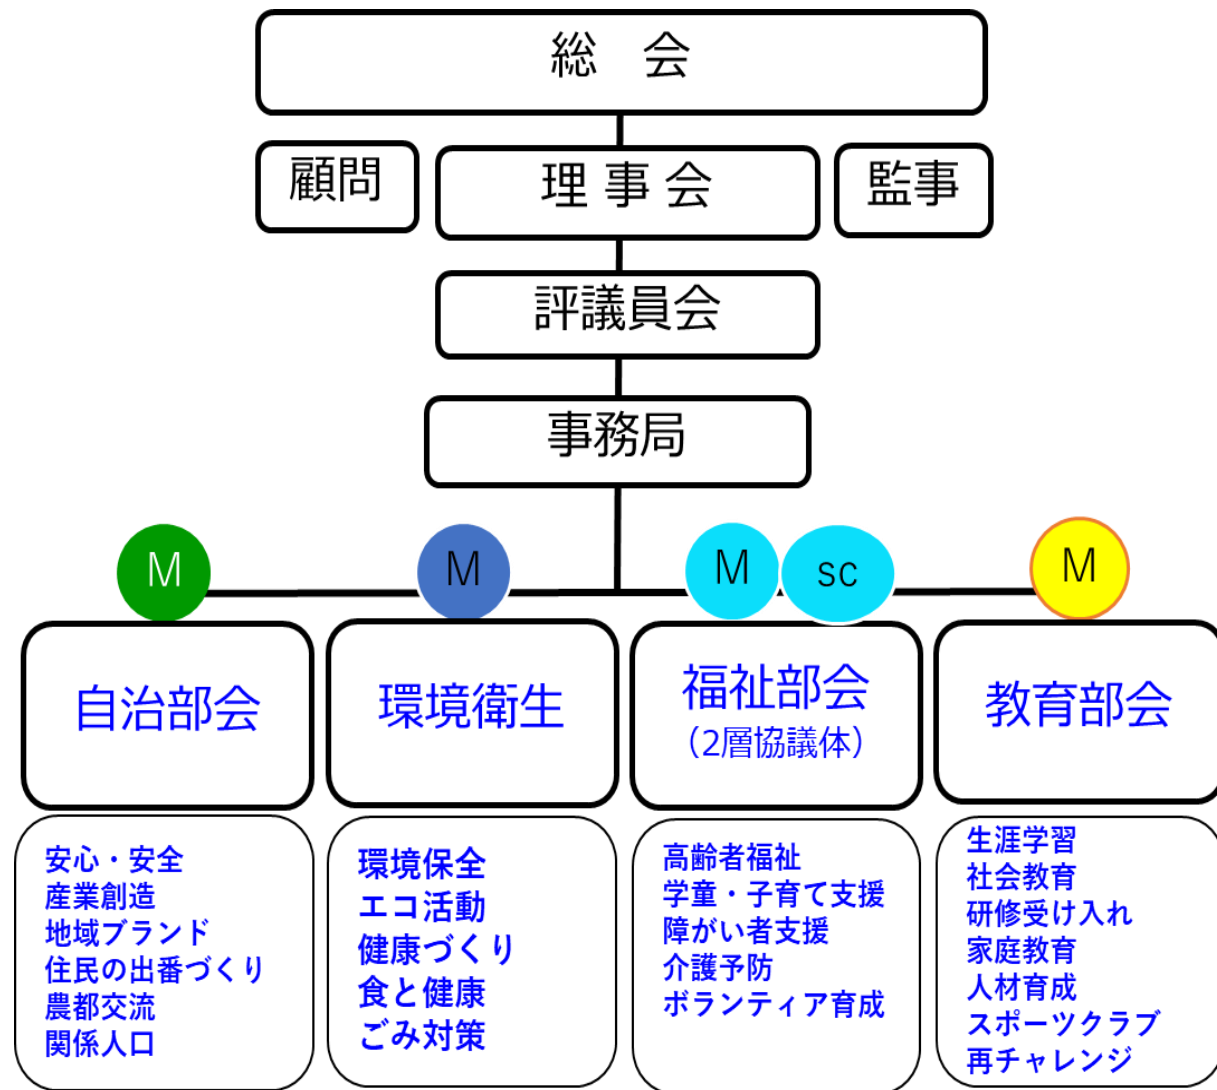 総　会
顧問
理 事 会
監事
評議員会
事務局
M
M
M
sc
M
自治部会
環境衛生
福祉部会
（2層協議体）
教育部会
安心・安全
産業創造
地域ブランド
住民の出番づくり
農都交流
関係人口
環境保全
エコ活動
健康づくり
食と健康
ごみ対策
高齢者福祉
学童・子育て支援
障がい者支援
介護予防
ボランティア育成
生涯学習
社会教育
研修受け入れ
家庭教育
人材育成
スポーツクラブ
再チャレンジ